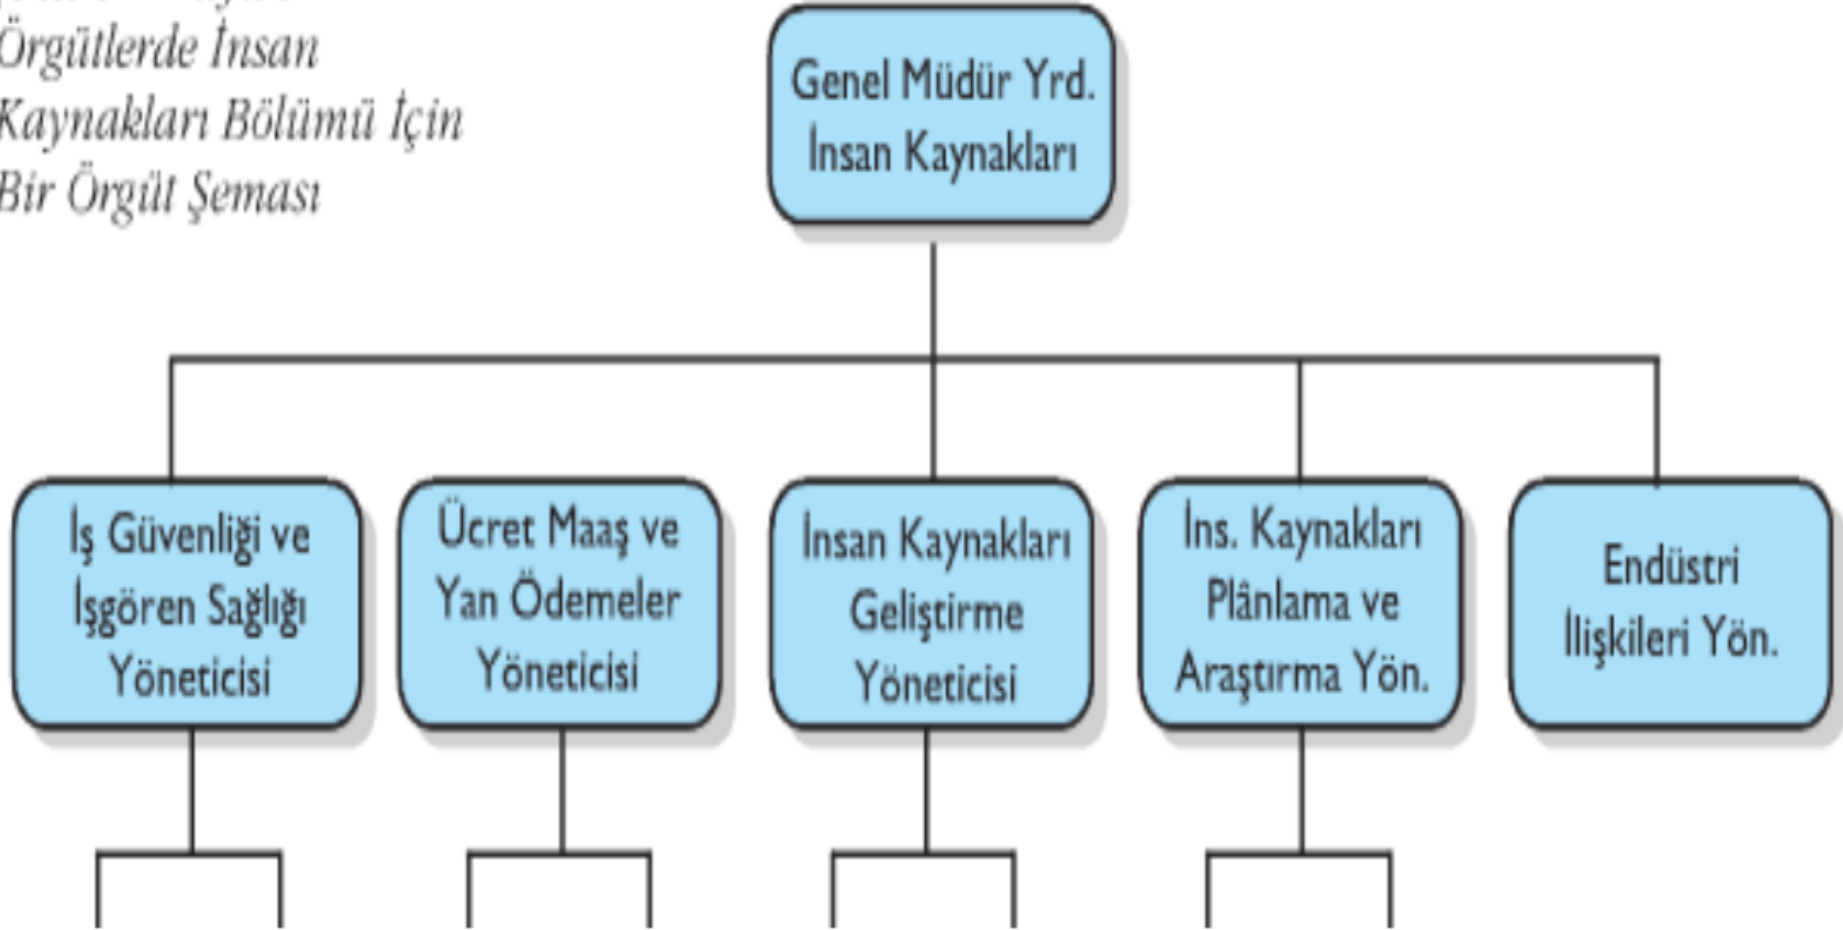 Örgütlerde İnsan
Kaynakları Bölümü İçin
Bir Örgüt Şeması
Genel Müdür Yrd.
İnsan Kaynakları
İş Güvenliği ve
İşgören Sağlığı
Yöneticisi
Ücret Maaş ve
Yan Ödemeler
Yöneticisi
İnsan Kaynakları
Geliştirme
Yöneticisi
İns. Kaynakları
Plânlama ve
Araştırma Yön.
Endüstri
İlişkileri Yön.